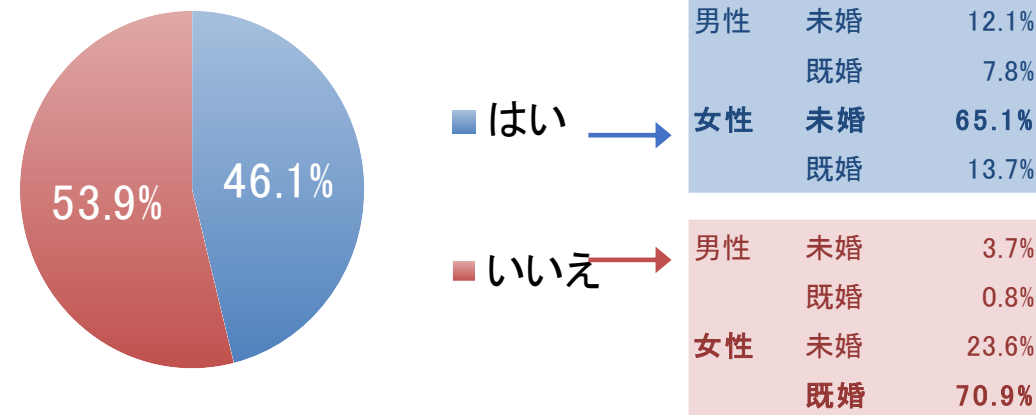 53.9%
46.1%
はい
いいえ
男性 未婚 12.1%
既婚 7.8%
女性 未婚 65.1%
既婚 13.7%
男性 未婚 3.7%
既婚 0.8%
女性 未婚 23.6%
既婚 70.9%